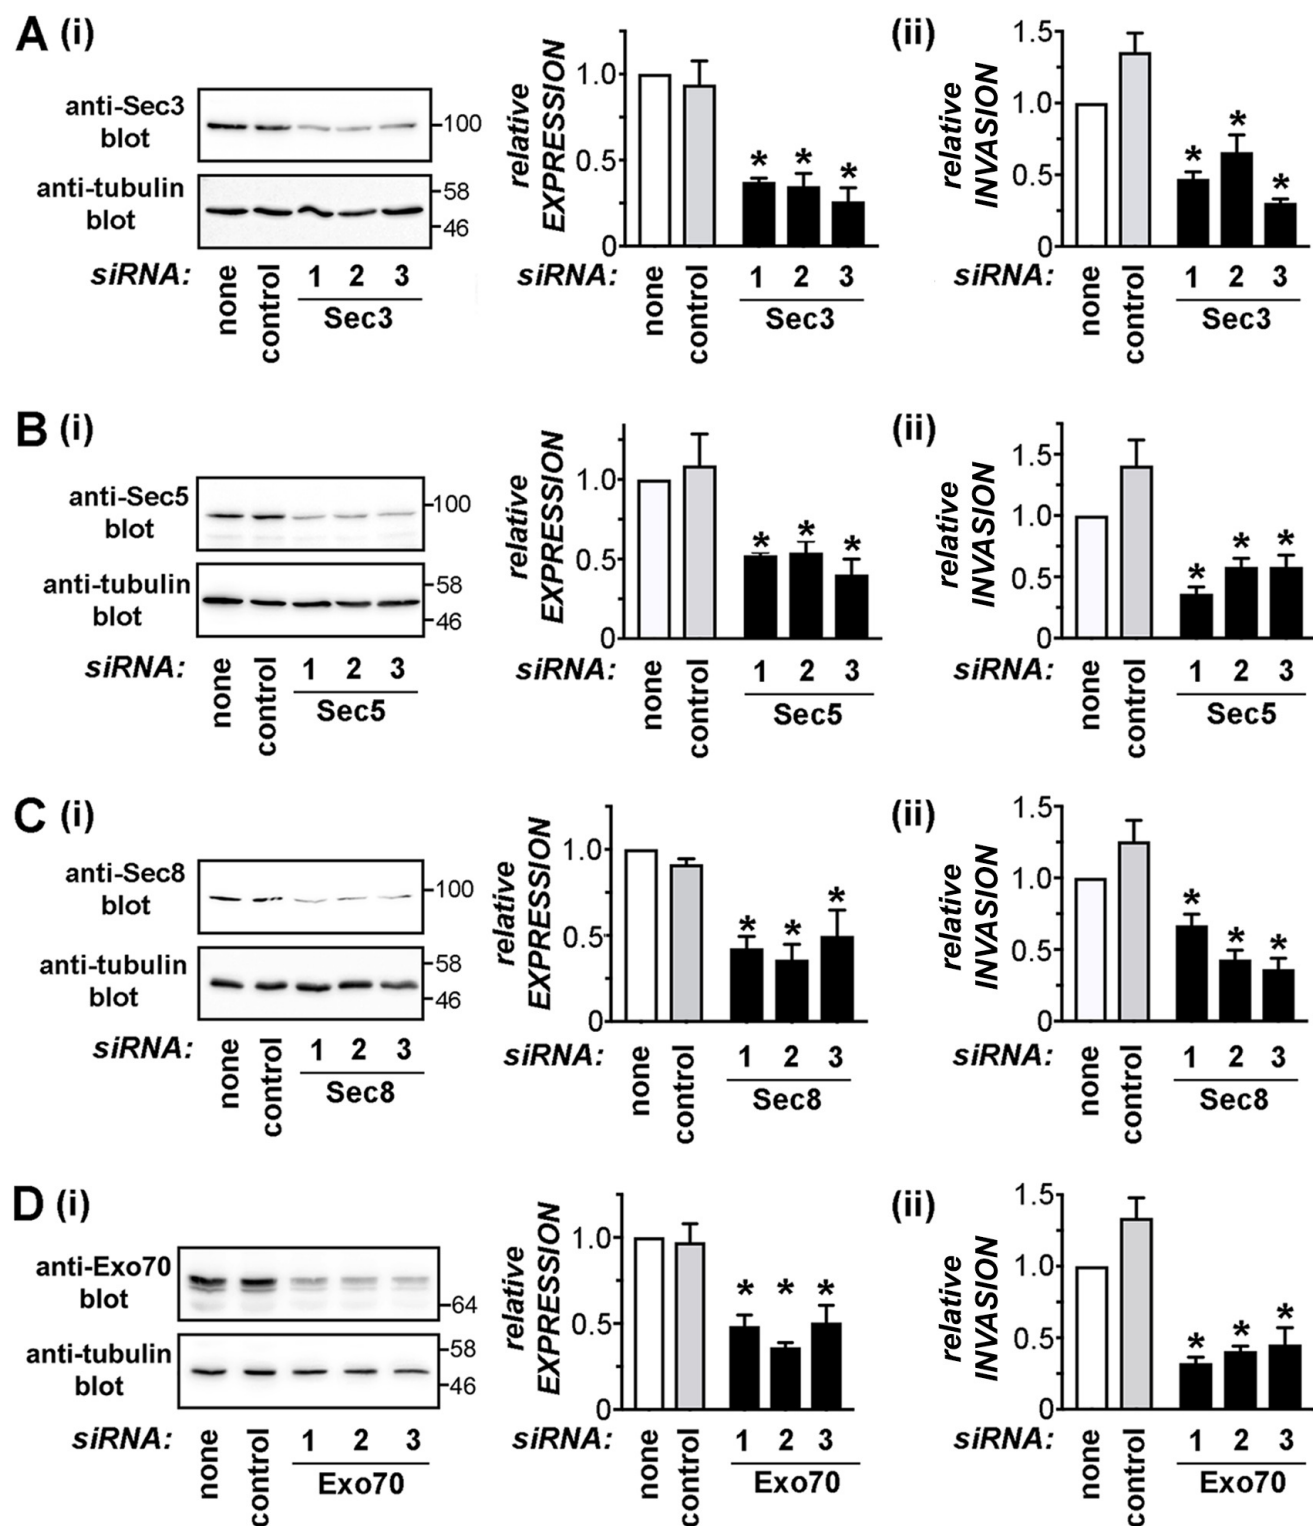 A (i)
anti-Sec3
blot
100
anti-tubulin
blot
58
46
siRNA:
none
control
1 2 3
Sec3
relative
EXPRESSION
1.0
0.5
0
* * *
siRNA:
none
control
1 2 3
Sec3
(ii)
relative
INVASION
1.5
1.0
0.5
0
* * *
siRNA:
none
control
1 2 3
Sec3
B (i)
anti-Sec5
blot
100
anti-tubulin
blot
58
46
siRNA:
none
control
1 2 3
Sec5
relative
EXPRESSION
1.0
0.5
0
* * *
siRNA:
none
control
1 2 3
Sec5
(ii)
relative
INVASION
1.5
1.0
0.5
0
* * *
siRNA:
none
control
1 2 3
Sec5
C (i)
anti-Sec8
blot
100
anti-tubulin
blot
58
46
siRNA:
none
control
1 2 3
Sec8
relative
EXPRESSION
1.0
0.5
0
* * *
siRNA:
none
control
1 2 3
Sec8
(ii)
relative
INVASION
1.5
1.0
0.5
0
* * *
siRNA:
none
control
1 2 3
Sec8
D (i)
anti-Exo70
blot
64
anti-tubulin
blot
58
46
siRNA:
none
control
1 2 3
Exo70
relative
EXPRESSION
1.0
0.5
0
* * *
siRNA:
none
control
1 2 3
Exo70
(ii)
relative
INVASION
1.5
1.0
0.5
0
* * *
siRNA:
none
control
1 2 3
Exo70